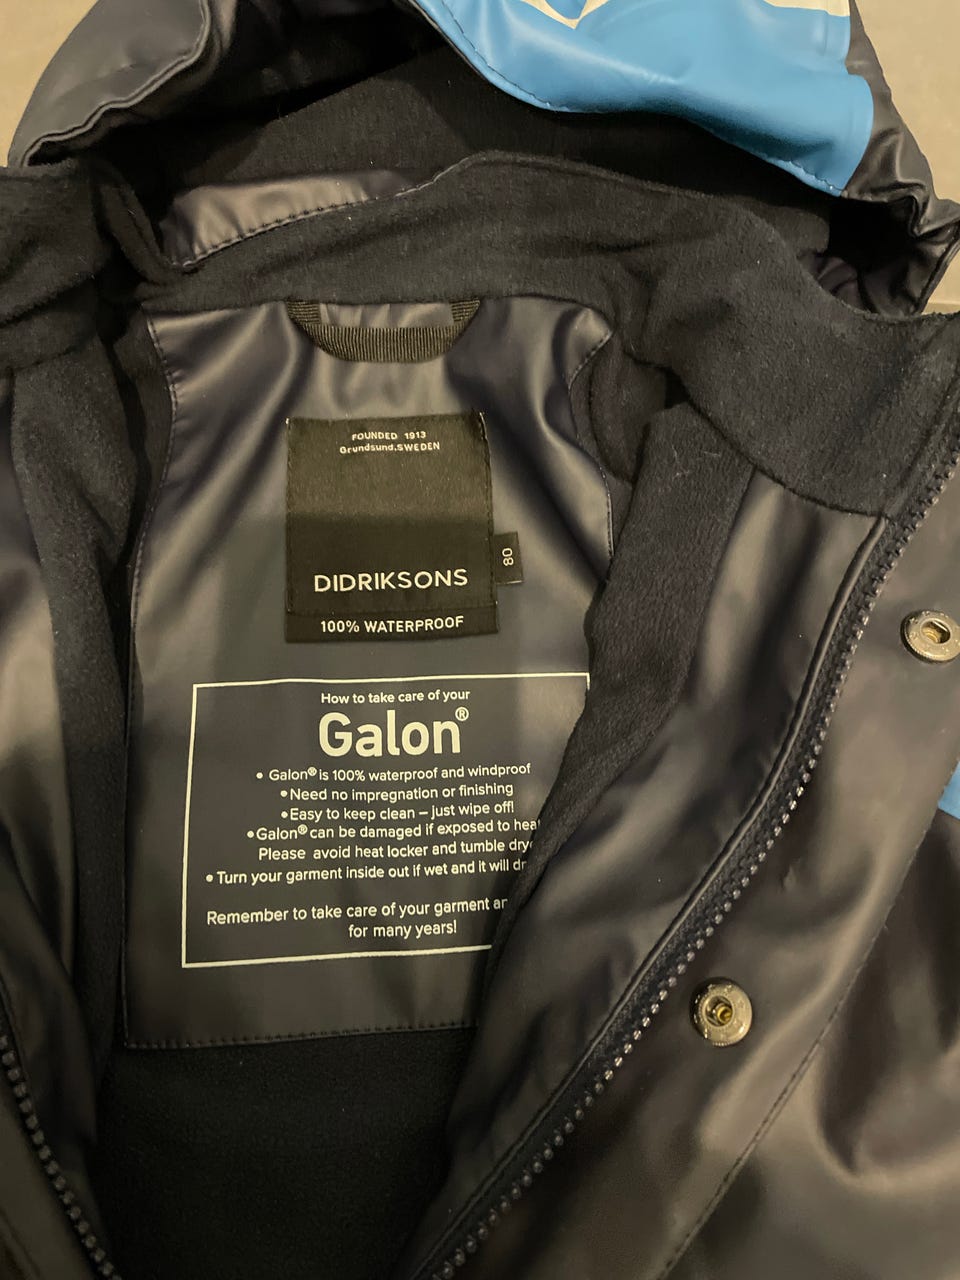 FOUNDED 1913
Grundsund.SWEDEN
80
DIDRIKSONS
100% WATERPROOF
How to take care of your
Galon®
• Galon® is 100% waterproof and windproof
• Need no impregnation or finishing
• Easy to keep clean – just wipe off!
• Galon® can be damaged if exposed to
Please avoid heat locker and tumble
• Turn your garment inside out if wet and it will
Remember to take care of your garment
for many years!